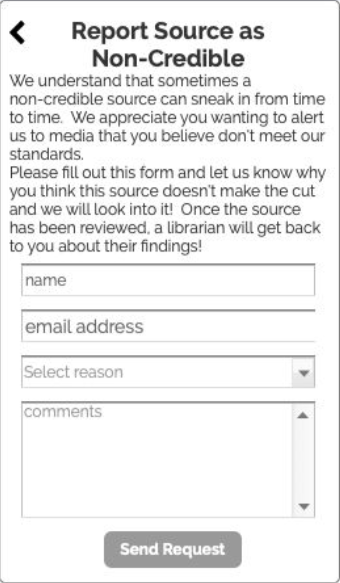 Report Source as
Non-Credible
We understand that sometimes a
non-credible source can sneak in from time
to time.  We appreciate you wanting to alert
us to media that you believe don't meet our
standards.
Please fill out this form and let us know why
you think this source doesn't make the cut
and we will look into it!  Once the source
has been reviewed, a librarian will get back
to you about their findings!
name
email address
Select reason
comments
Send Request